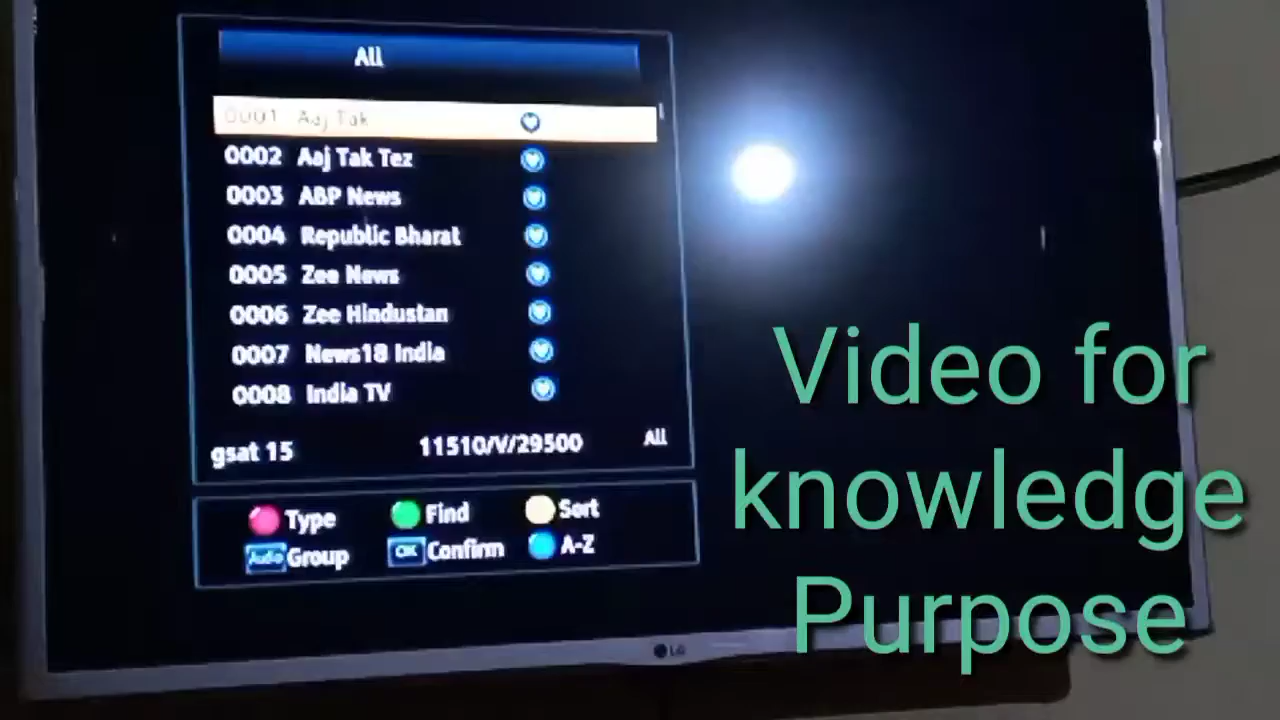 All
0001 Aaj Tak
0002 Aaj Tak Tez
0003 ABP News
0004 Republic Bharat
0005 Zee News
0006 Zee Hindustan
0007 News18 India
0008 India TV
gsat 15 11510/V/29500 All
Type Find Sort
Audio Group OK Confirm A-Z
LG
Video for
knowledge
Purpose